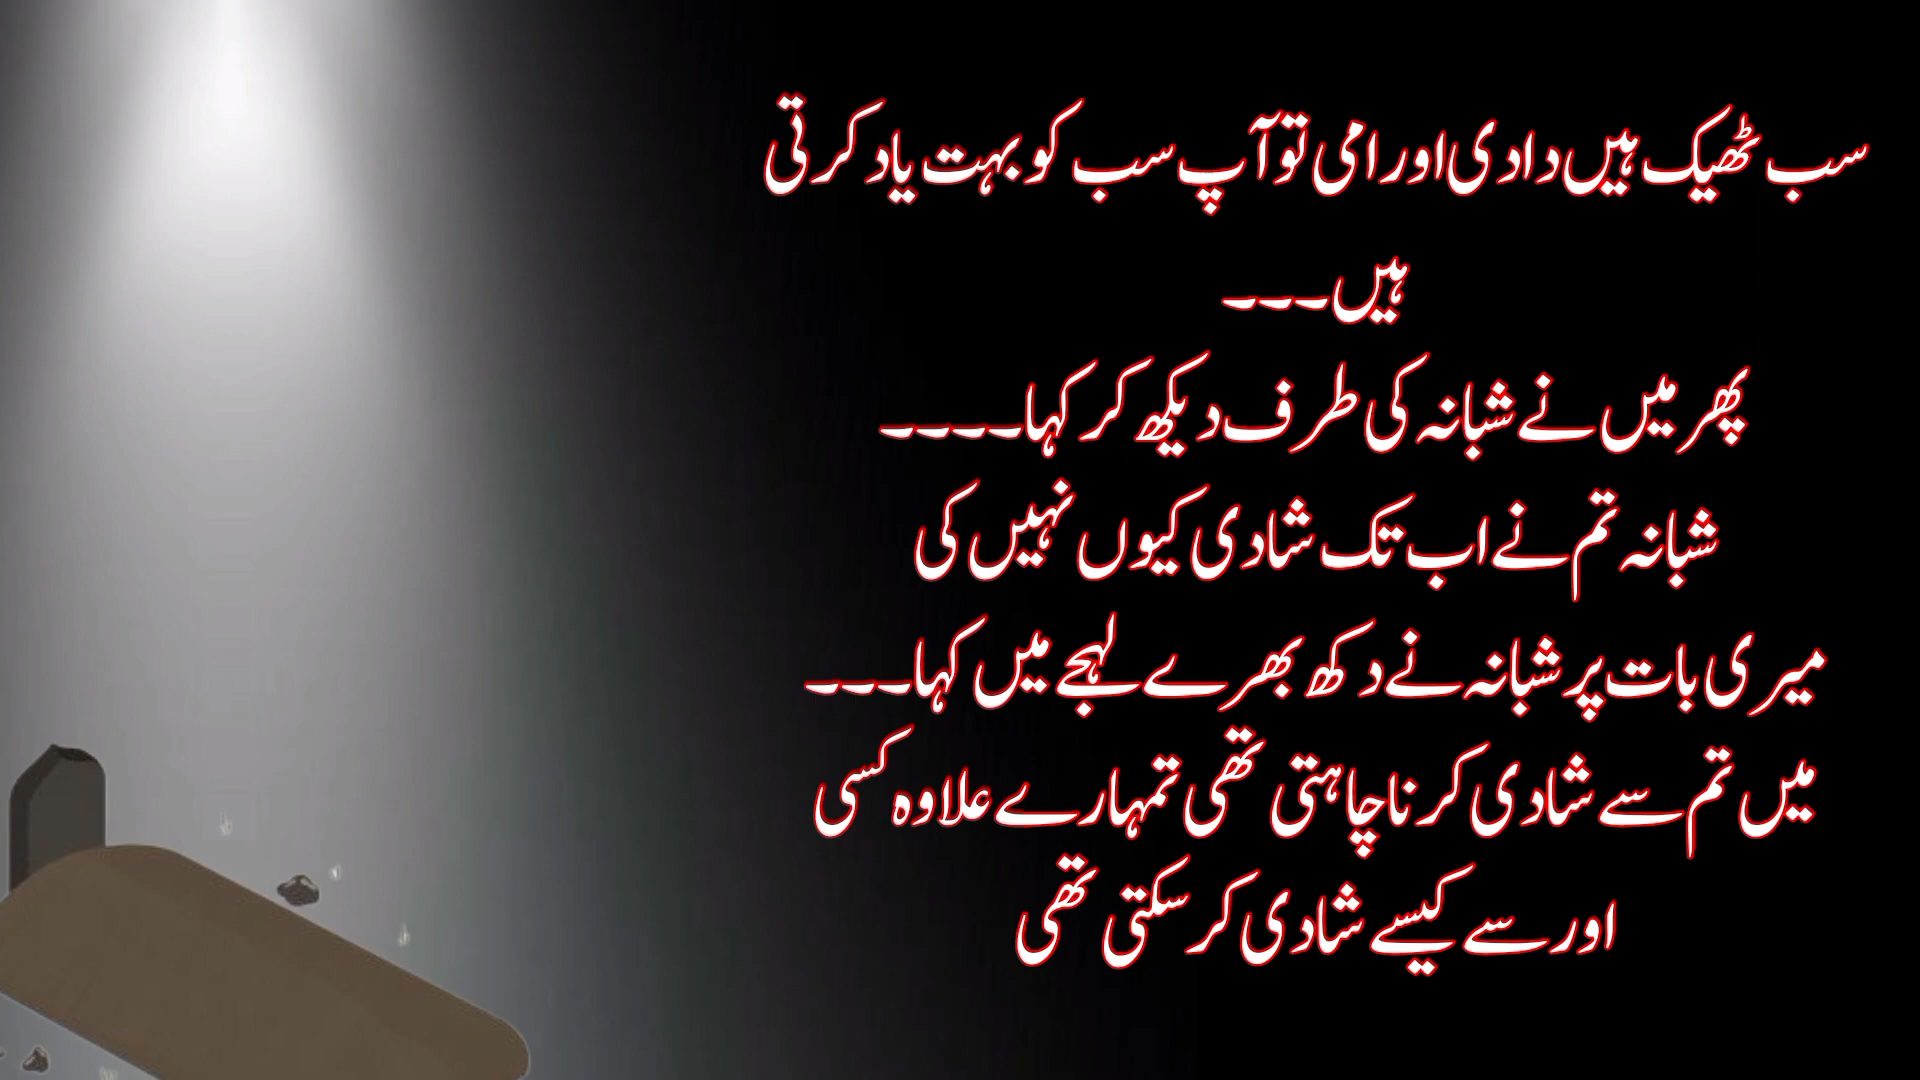 سب ٹھیک ہیں دادی اور امی تو آپ سب کو بہت یاد کرتی
ہیں۔۔۔
پھر میں نے شبانہ کی طرف دیکھ کر کہا۔۔۔۔
شبانہ تم نے اب تک شادی کیوں نہیں کی
میری بات پر شبانہ نے دکھ بھرے لہجے میں کہا۔۔۔
میں تم سے شادی کرنا چاہتی تھی تمہارے علاوہ کسی
اور سے کیسے شادی کر سکتی تھی